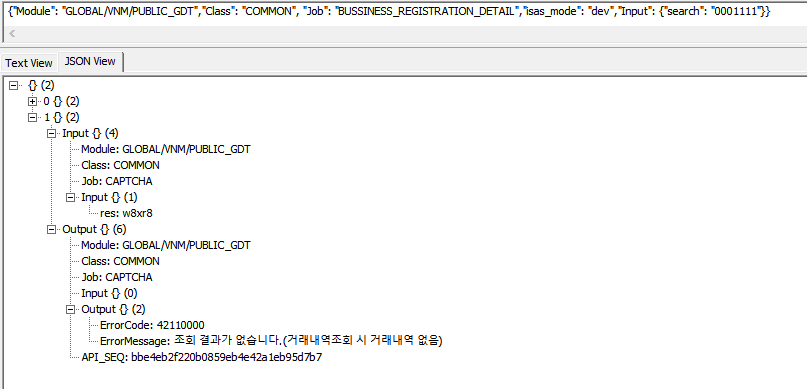 {"Module": "GLOBAL/VNM/PUBLIC_GDT","Class": "COMMON", "Job": "BUSSINESS_REGISTRATION_DETAIL","isas_mode": "dev","Input": {"search": "0001111"}}
Text View JSON View
{} (2)
0 {} (2)
1 {} (2)
Input {} (4)
Module: GLOBAL/VNM/PUBLIC_GDT
Class: COMMON
Job: CAPTCHA
Input {} (1)
res: w8xr8
Output {} (6)
Module: GLOBAL/VNM/PUBLIC_GDT
Class: COMMON
Job: CAPTCHA
Input {} (0)
Output {} (2)
ErrorCode: 42110000
ErrorMessage: 조회 결과가 없습니다.(거래내역조회 시 거래내역 없음)
API_SEQ: bbe4eb2f220b0859eb4e42a1eb95d7b7